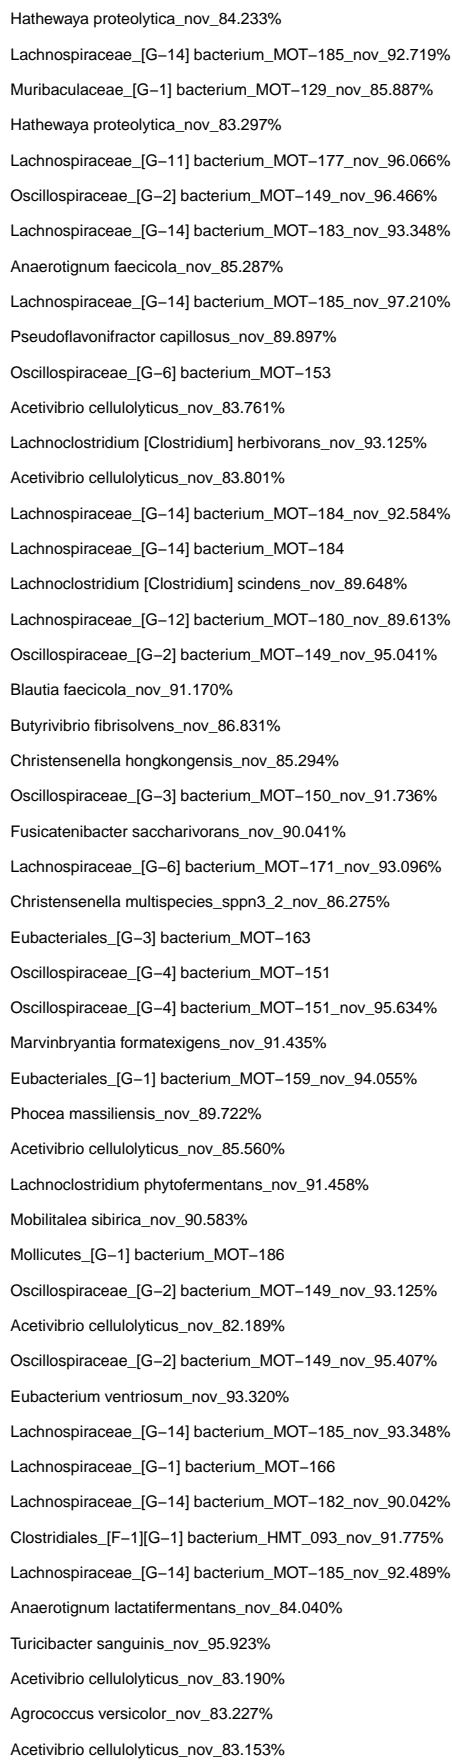 Hathewaya proteolytica_nov_84.233%
Lachnospiraceae_[G−14] bacterium_MOT−185_nov_92.719%
Muribaculaceae_[G−1] bacterium_MOT−129_nov_85.887%
Hathewaya proteolytica_nov_83.297%
Lachnospiraceae_[G−11] bacterium_MOT−177_nov_96.066%
Oscillospiraceae_[G−2] bacterium_MOT−149_nov_96.466%
Lachnospiraceae_[G−14] bacterium_MOT−183_nov_93.348%
Anaerotignum faecicola_nov_85.287%
Lachnospiraceae_[G−14] bacterium_MOT−185_nov_97.210%
Pseudoflavonifractor capillosus_nov_89.897%
Oscillospiraceae_[G−6] bacterium_MOT−153
Acetivibrio cellulolyticus_nov_83.761%
Lachnoclostridium [Clostridium] herbivorans_nov_93.125%
Acetivibrio cellulolyticus_nov_83.801%
Lachnospiraceae_[G−14] bacterium_MOT−184_nov_92.584%
Lachnospiraceae_[G−14] bacterium_MOT−184
Lachnoclostridium [Clostridium] scindens_nov_89.648%
Lachnospiraceae_[G−12] bacterium_MOT−180_nov_89.613%
Oscillospiraceae_[G−2] bacterium_MOT−149_nov_95.041%
Blautia faecicola_nov_91.170%
Butyrivibrio fibrisolvens_nov_86.831%
Christensenella hongkongensis_nov_85.294%
Oscillospiraceae_[G−3] bacterium_MOT−150_nov_91.736%
Fusicatenibacter saccharivorans_nov_90.041%
Lachnospiraceae_[G−6] bacterium_MOT−171_nov_93.096%
Christensenella multispecies_sppn3_2_nov_86.275%
Eubacteriales_[G−3] bacterium_MOT−163
Oscillospiraceae_[G−4] bacterium_MOT−151
Oscillospiraceae_[G−4] bacterium_MOT−151_nov_95.634%
Marvinbryantia formatexigens_nov_91.435%
Eubacteriales_[G−1] bacterium_MOT−159_nov_94.055%
Phocea massiliensis_nov_89.722%
Acetivibrio cellulolyticus_nov_85.560%
Lachnoclostridium phytofermentans_nov_91.458%
Mobilitalea sibirica_nov_90.583%
Mollicutes_[G−1] bacterium_MOT−186
Oscillospiraceae_[G−2] bacterium_MOT−149_nov_93.125%
Acetivibrio cellulolyticus_nov_82.189%
Oscillospiraceae_[G−2] bacterium_MOT−149_nov_95.407%
Eubacterium ventriosum_nov_93.320%
Lachnospiraceae_[G−14] bacterium_MOT−185_nov_93.348%
Lachnospiraceae_[G−1] bacterium_MOT−166
Lachnospiraceae_[G−14] bacterium_MOT−182_nov_90.042%
Clostridiales_[F−1][G−1] bacterium_HMT_093_nov_91.775%
Lachnospiraceae_[G−14] bacterium_MOT−185_nov_92.489%
Anaerotignum lactatifermentans_nov_84.040%
Turicibacter sanguinis_nov_95.923%
Acetivibrio cellulolyticus_nov_83.190%
Agrococcus versicolor_nov_83.227%
Acetivibrio cellulolyticus_nov_83.153%